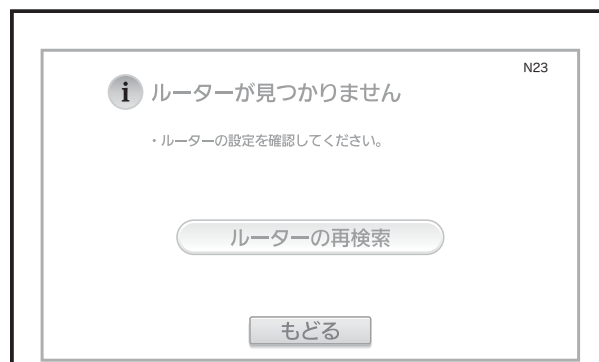 N23
i ルーターが見つかりません
・ルーターの設定を確認してください。
ルーターの再検索
もどる